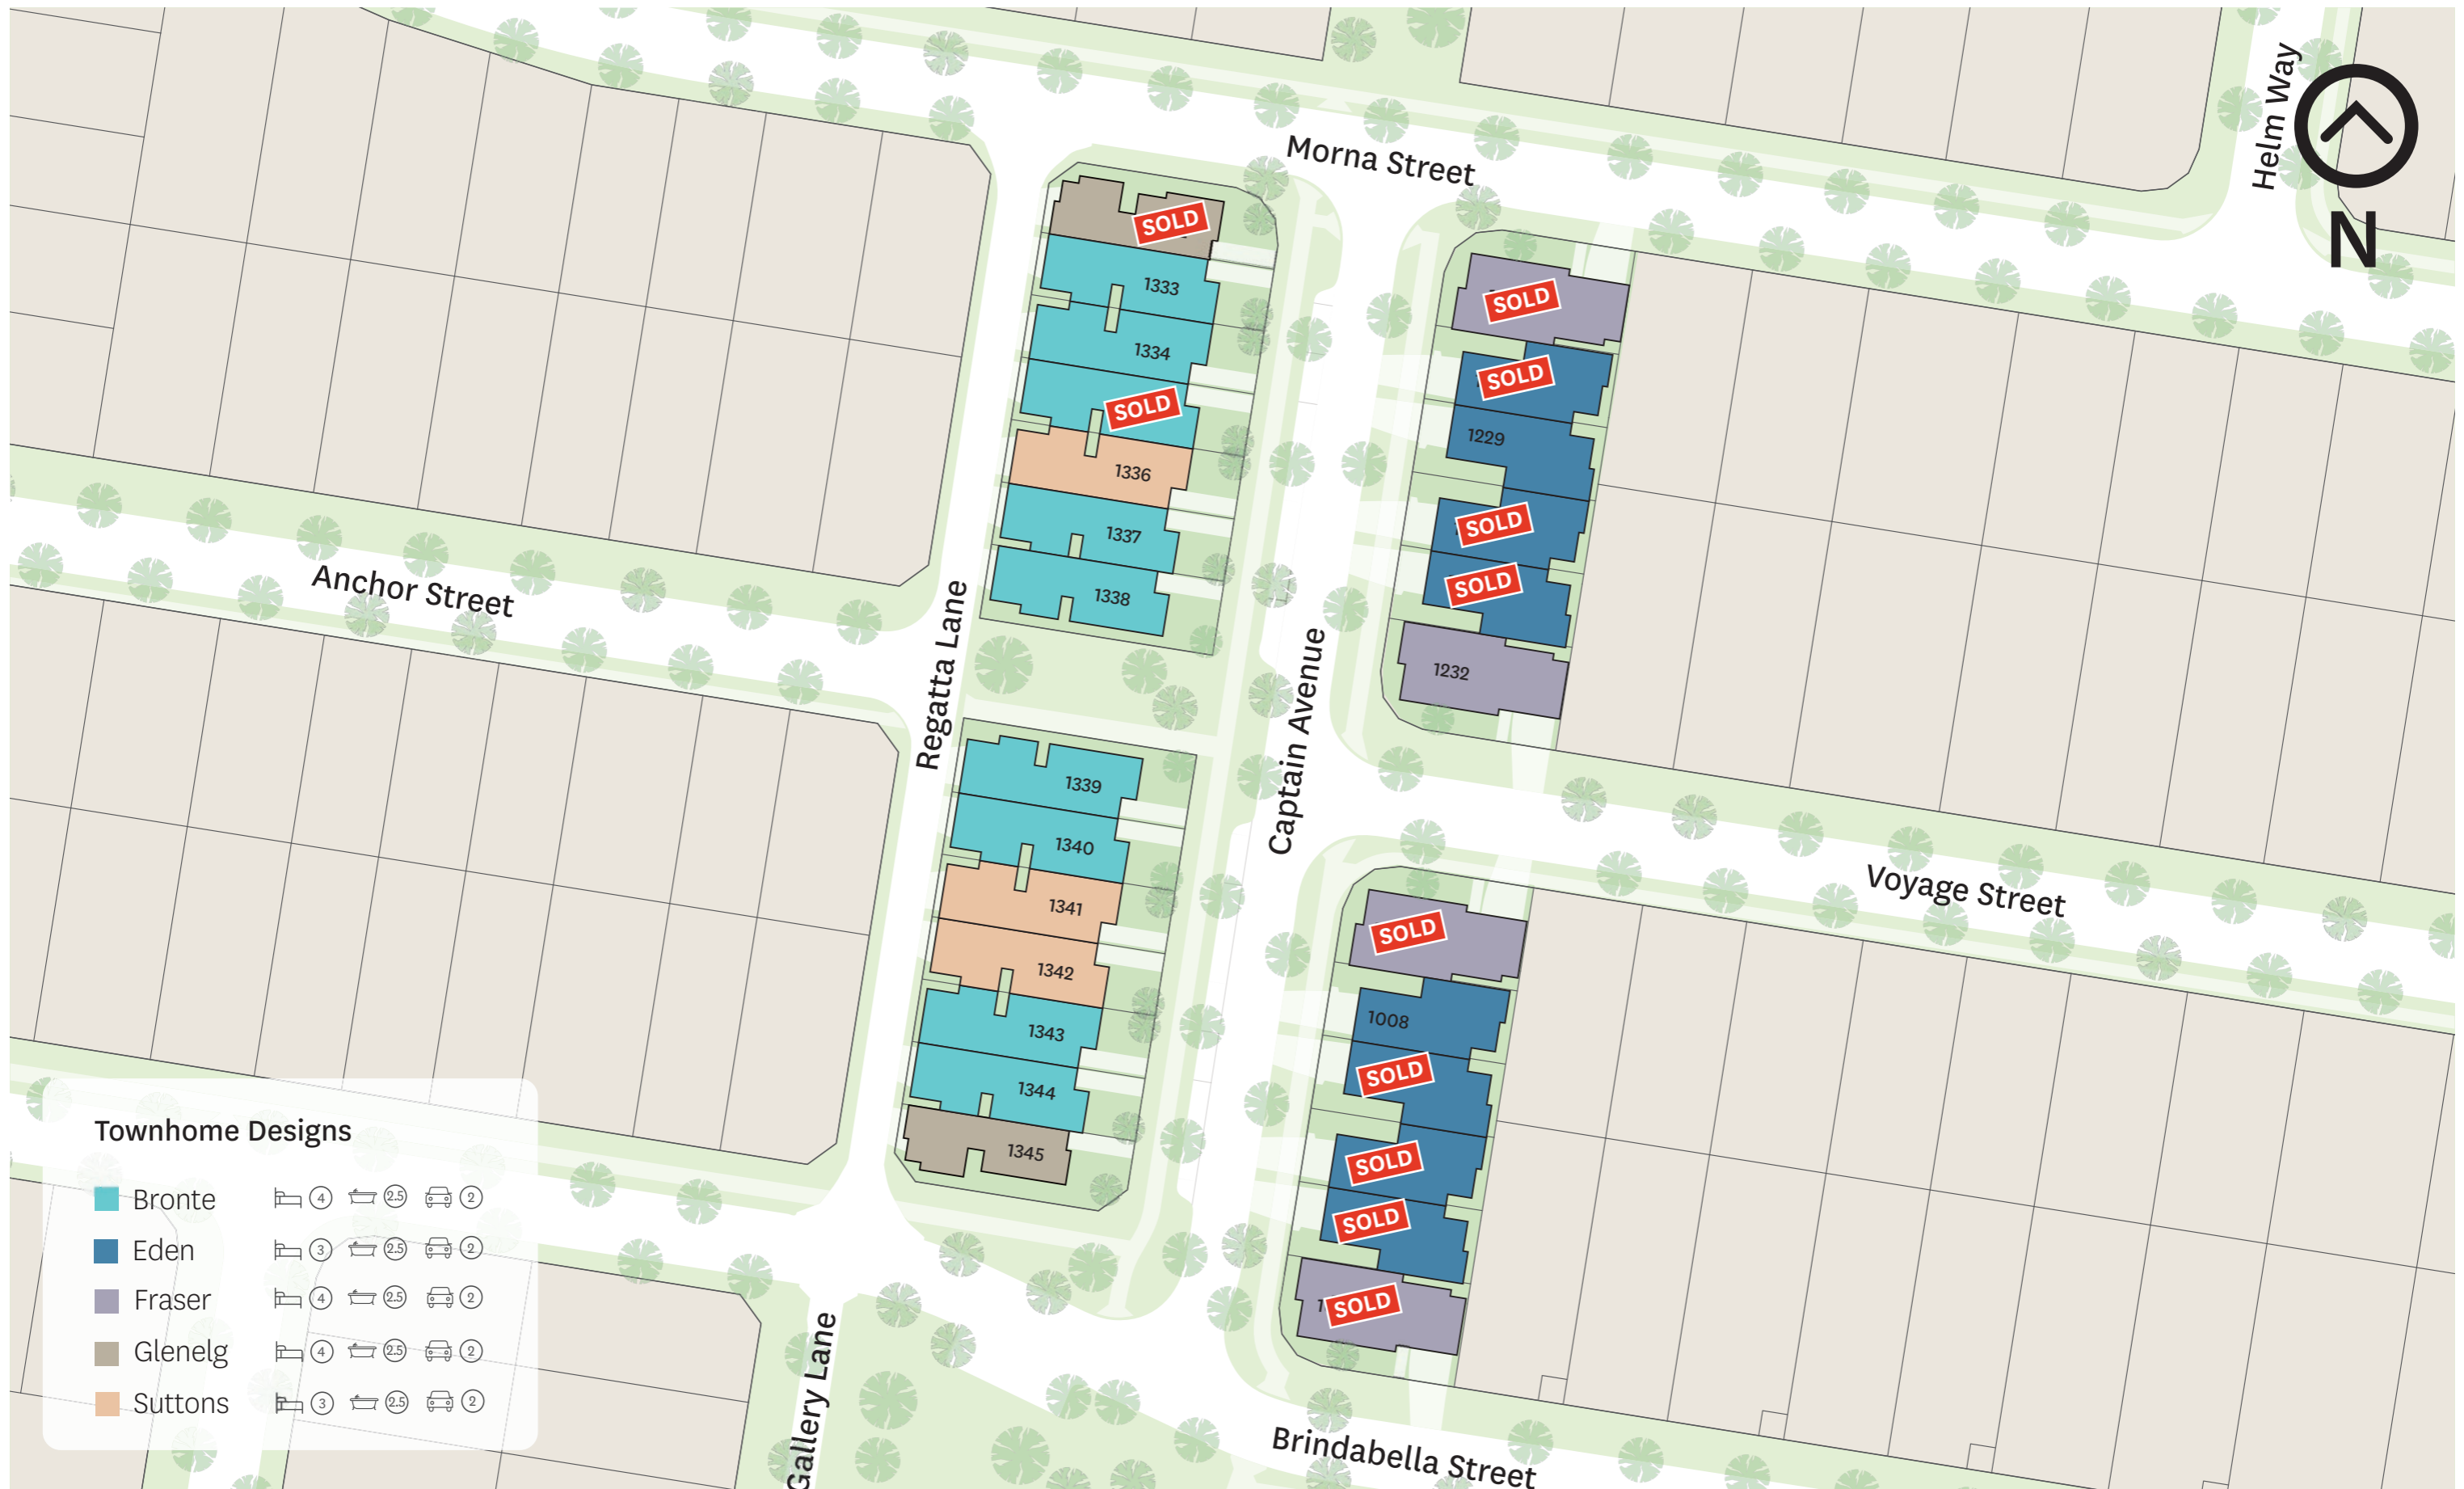 Morna Street
Helm Way
N
SOLD
1333
1334
SOLD
1336
1337
1338
SOLD
SOLD
1229
SOLD
SOLD
1232
Anchor Street
Regatta Lane
Captain Avenue
1339
1340
1341
1342
1343
1344
1345
Voyage Street
SOLD
1008
SOLD
SOLD
SOLD
SOLD
Gallery Lane
Brindabella Street
Townhome Designs
Bronte 4 2.5 2
Eden 3 2.5 2
Fraser 4 2.5 2
Glenelg 4 2.5 2
Suttons 3 2.5 2